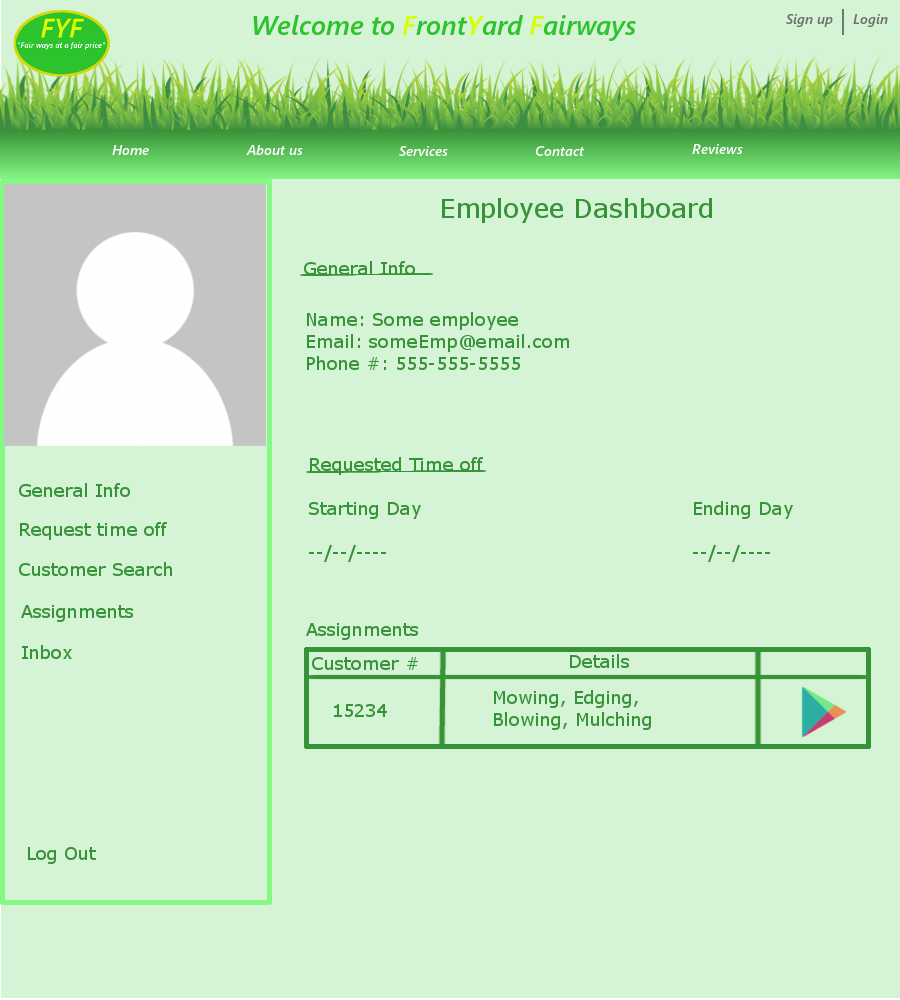 FYF
"Fair ways at a fair price"
Welcome to FrontYard Fairways
Sign up
Login
Home
About us
Services
Contact
Reviews
General Info
Request time off
Customer Search
Assignments
Inbox
Log Out
Employee Dashboard
General Info
Name: Some employee
Email: someEmp@email.com
Phone #: 555-555-5555
Requested Time off
Starting Day
Ending Day
--/--/----
--/--/----
Assignments
Customer #
Details
15234
Mowing, Edging,
Blowing, Mulching